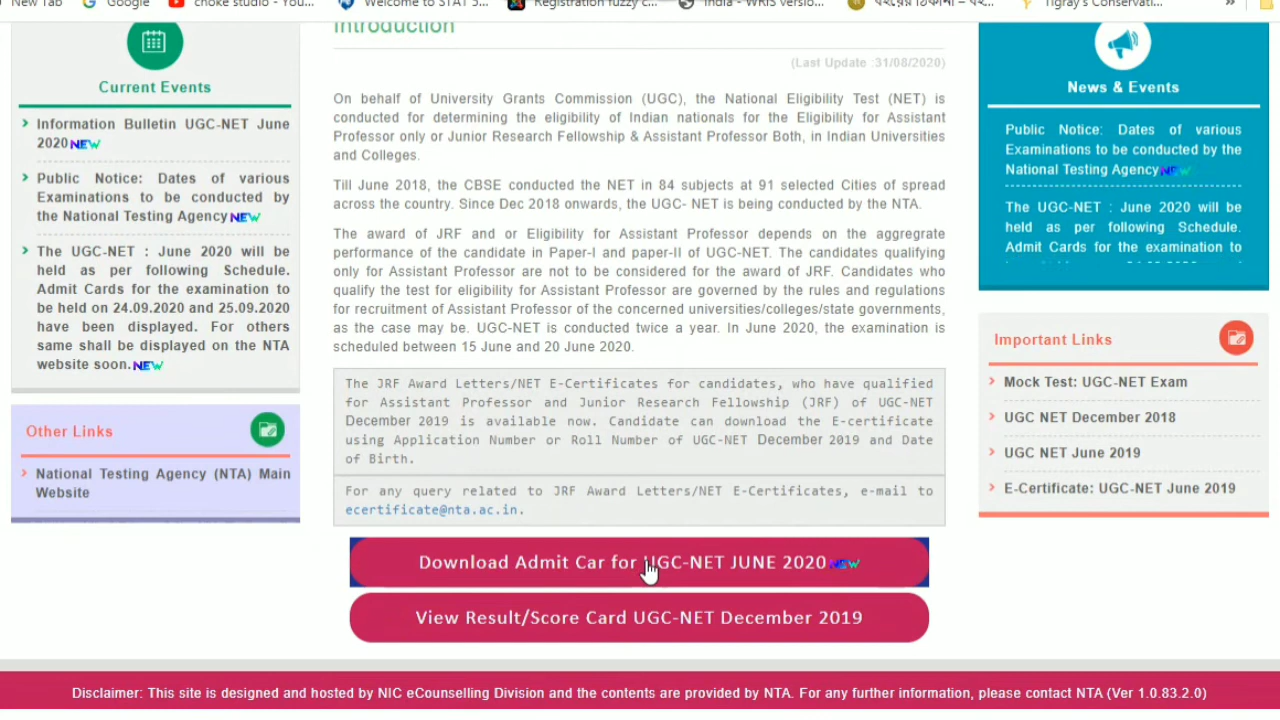 New Tab
Google
choke studio - You...
Welcome to STAT 5...
Registration fuzzy c...
India - WRIS versio...
Tigray's Conservati...
»
Introduction
(Last Update :31/08/2020)
Current Events
Information Bulletin UGC-NET June
2020 NEW
Public Notice: Dates of various
Examinations to be conducted by
the National Testing Agency NEW
The UGC-NET : June 2020 will be
held as per following Schedule.
Admit Cards for the examination to
be held on 24.09.2020 and 25.09.2020
have been displayed. For others
same shall be displayed on the NTA
website soon. NEW
Other Links
National Testing Agency (NTA) Main
Website
On behalf of University Grants Commission (UGC), the National Eligibility Test (NET) is
conducted for determining the eligibility of Indian nationals for the Eligibility for Assistant
Professor only or Junior Research Fellowship & Assistant Professor Both, in Indian Universities
and Colleges.
Till June 2018, the CBSE conducted the NET in 84 subjects at 91 selected Cities of spread
across the country. Since Dec 2018 onwards, the UGC- NET is being conducted by the NTA.
The award of JRF and or Eligibility for Assistant Professor depends on the aggregrate
performance of the candidate in Paper-I and paper-II of UGC-NET. The candidates qualifying
only for Assistant Professor are not to be considered for the award of JRF. Candidates who
qualify the test for eligibility for Assistant Professor are governed by the rules and regulations
for recruitment of Assistant Professor of the concerned universities/colleges/state governments,
as the case may be. UGC-NET is conducted twice a year. In June 2020, the examination is
scheduled between 15 June and 20 June 2020.
The JRF Award Letters/NET E-Certificates for candidates, who have qualified
for Assistant Professor and Junior Research Fellowship (JRF) of UGC-NET
December 2019 is available now. Candidate can download the E-certificate
using Application Number or Roll Number of UGC-NET December 2019 and Date
of Birth.
For any query related to JRF Award Letters/NET E-Certificates, e-mail to
ecertificate@nta.ac.in.
Download Admit Car for UGC-NET JUNE 2020 NEW
View Result/Score Card UGC-NET December 2019
News & Events
Public Notice: Dates of various
Examinations to be conducted by the
National Testing Agency NEW
The UGC-NET : June 2020 will be
held as per following Schedule.
Admit Cards for the examination to
Important Links
Mock Test: UGC-NET Exam
UGC NET December 2018
UGC NET June 2019
E-Certificate: UGC-NET June 2019
Disclaimer: This site is designed and hosted by NIC eCounselling Division and the contents are provided by NTA. For any further information, please contact NTA (Ver 1.0.83.2.0)